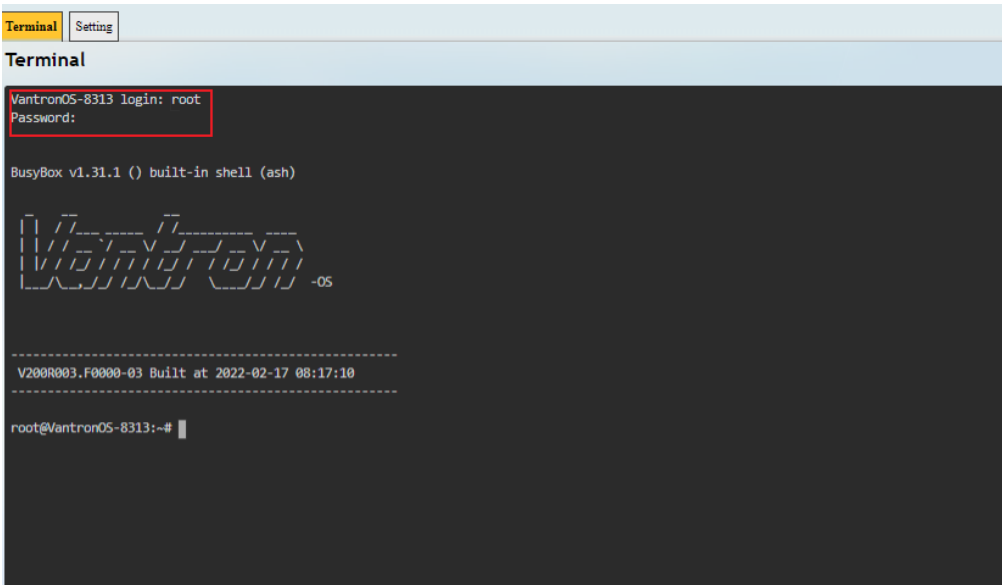 Terminal Setting
Terminal
VantronOS-8313 login: root
Password:
BusyBox v1.31.1 () built-in shell (ash)
Vantron -OS
-----------------------------------------------------
V200R003.F0000-03 Built at 2022-02-17 08:17:10
-----------------------------------------------------
root@VantronOS-8313:~#